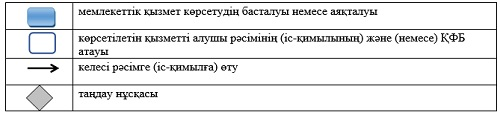 мемлекеттік қызмет көрсетудің басталуы немесе аяқталуы
көрсетілетін қызметті алушы рәсімінің (іс-қимылының) және (немесе) ҚФБ
атауы
келесі рәсімге (іс-қимылға) өту
таңдау нұсқасы